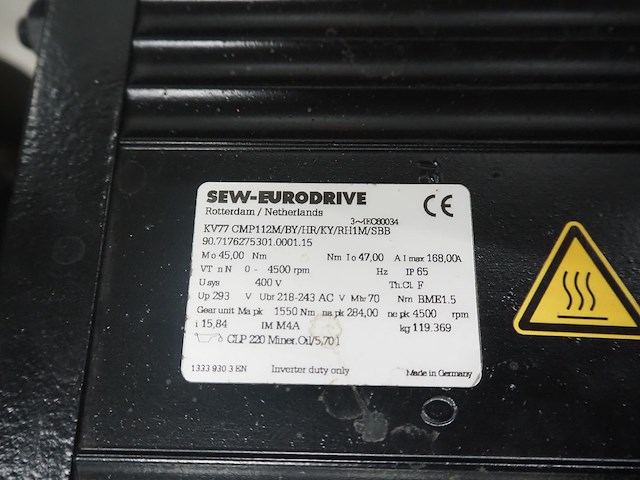 SEW-EURODRIVE
Rotterdam / Netherlands
3~IEC60034
CE
KV77 CMP112M/BY/HR/KY/RH1M/SBB
90.7176275301.0001.15
Mo 45,00 Nm Nm Io 47,00 A Imax 168,00A
VT nN 0 - 4500 rpm Hz IP 65
Usys 400 V Th.Cl. F
Up 293 V Ubr 218-243 AC V Mbr 70 Nm BME1.5
Gear unit Ma pk 1550 Nm na pk 284,00 ne pk 4500 rpm
i 15,84 IM M4A kg 119.369
CLP 220 Miner.Oil/5,70 l
1333 930 3 EN Inverter duty only Made in Germany